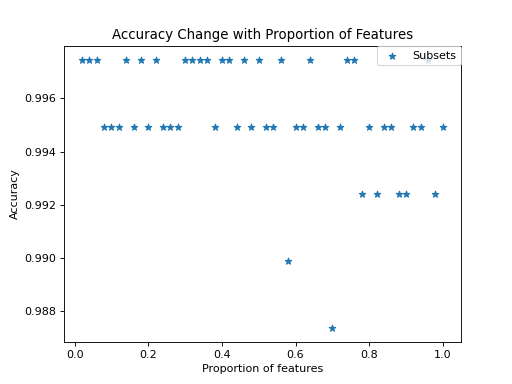 Accuracy Change with Proportion of Features
Subsets
0.996
0.994
0.992
0.990
0.988
Accuracy
0.0 0.2 0.4 0.6 0.8 1.0
Proportion of features